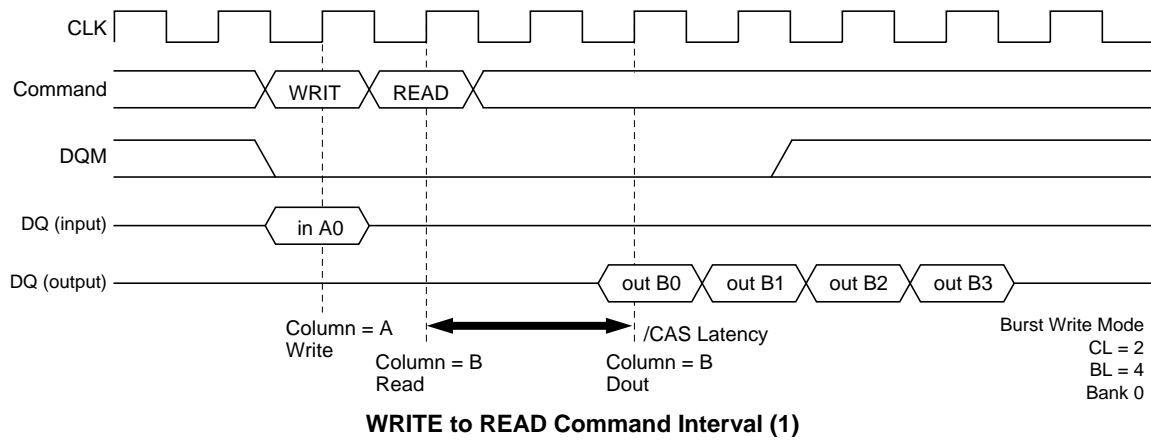 CLK
Command
WRIT
READ
DQM
DQ (input)
in A0
DQ (output)
out B0
out B1
out B2
out B3
Column = A
Write
/CAS Latency
Column = B
Read
Column = B
Dout
Burst Write Mode
CL = 2
BL = 4
Bank 0
WRITE to READ Command Interval (1)